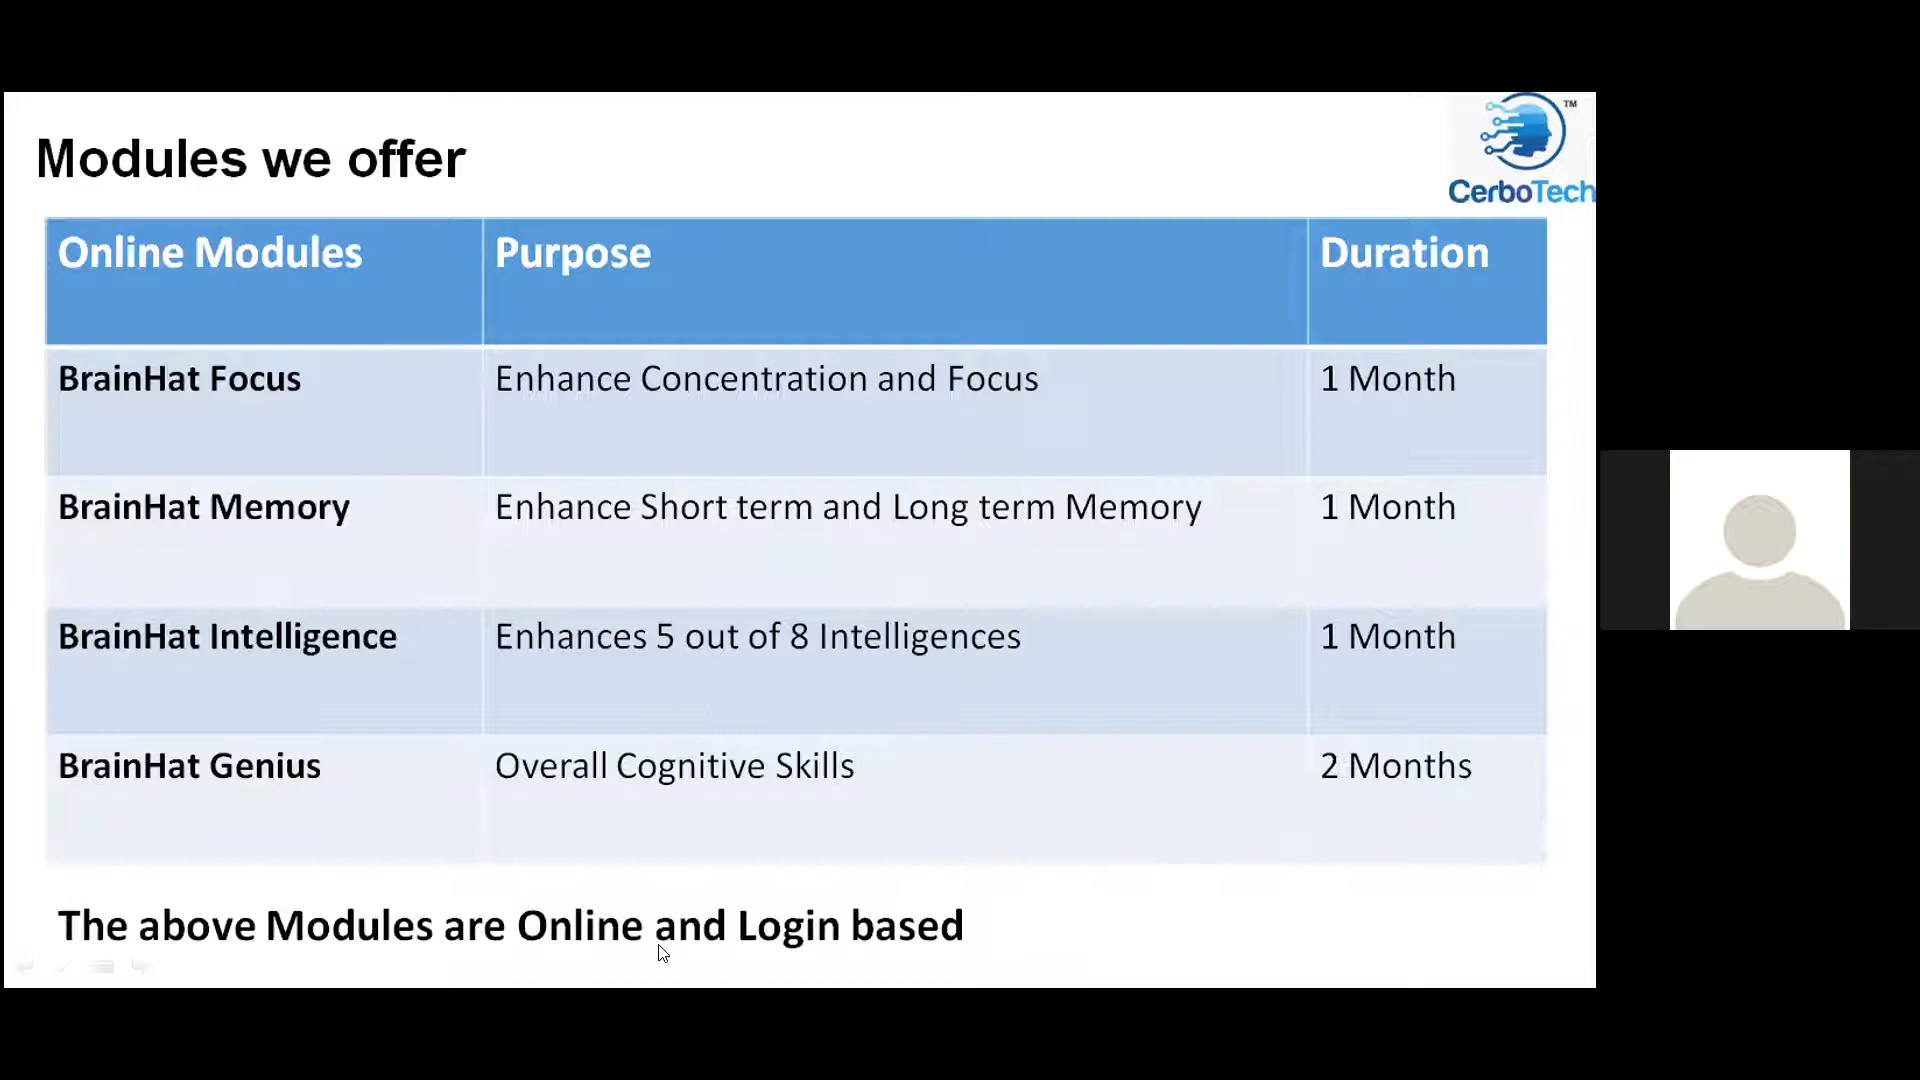 Modules we offer
TM
CerboTech
Online Modules Purpose Duration
BrainHat Focus Enhance Concentration and Focus 1 Month
BrainHat Memory Enhance Short term and Long term Memory 1 Month
BrainHat Intelligence Enhances 5 out of 8 Intelligences 1 Month
BrainHat Genius Overall Cognitive Skills 2 Months
The above Modules are Online and Login based